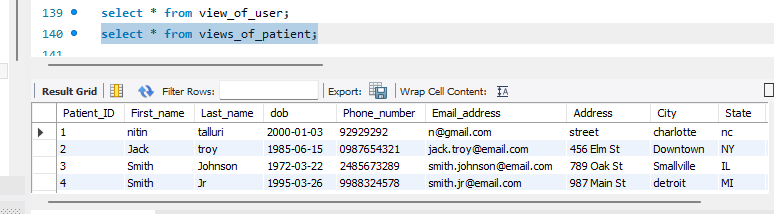 139 select * from view_of_user;
140 select * from views_of_patient;
141
Result Grid Filter Rows: Export: Wrap Cell Content: IA
Patient_ID First_name Last_name dob Phone_number Email_address Address City State
1 nitin talluri 2000-01-03 92929292 n@gmail.com street charlotte nc
2 Jack troy 1985-06-15 0987654321 jack.troy@email.com 456 Elm St Downtown NY
3 Smith Johnson 1972-03-22 2485673289 smith.johnson@email.com 789 Oak St Smallville IL
4 Smith Jr 1995-03-26 9988324578 smith.jr@email.com 987 Main St detroit MI